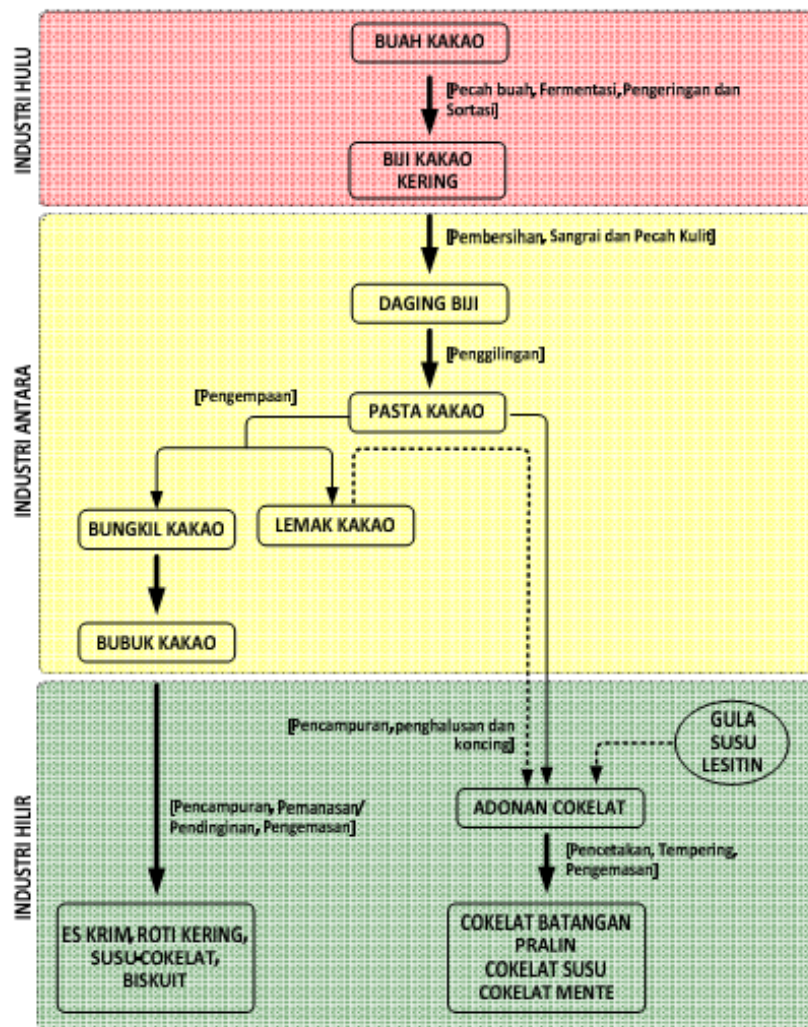 INDUSTRI HULU
BUAH KAKAO
[Pecah buah, Fermentasi, Pengeringan dan
Sortasi]
BIJI KAKAO
KERING
INDUSTRI ANTARA
[Pembersihan, Sangrai dan Pecah Kulit]
DAGING BIJI
[Penggilingan]
[Pengempaan]
PASTA KAKAO
BUNGKIL KAKAO
LEMAK KAKAO
BUBUK KAKAO
INDUSTRI HILIR
[Pencampuran, penghalusan dan
koncing]
GULA
SUSU
LESITIN
ADONAN COKELAT
[Pencampuran, Pemanasan/
Pendinginan, Pengemasan]
[Pencetakan, Tempering,
Pengemasan]
ES KRIM, ROTI KERING,
SUSU-COKELAT,
BISKUIT
COKELAT BATANGAN
PRALIN
COKELAT SUSU
COKELAT MENTE